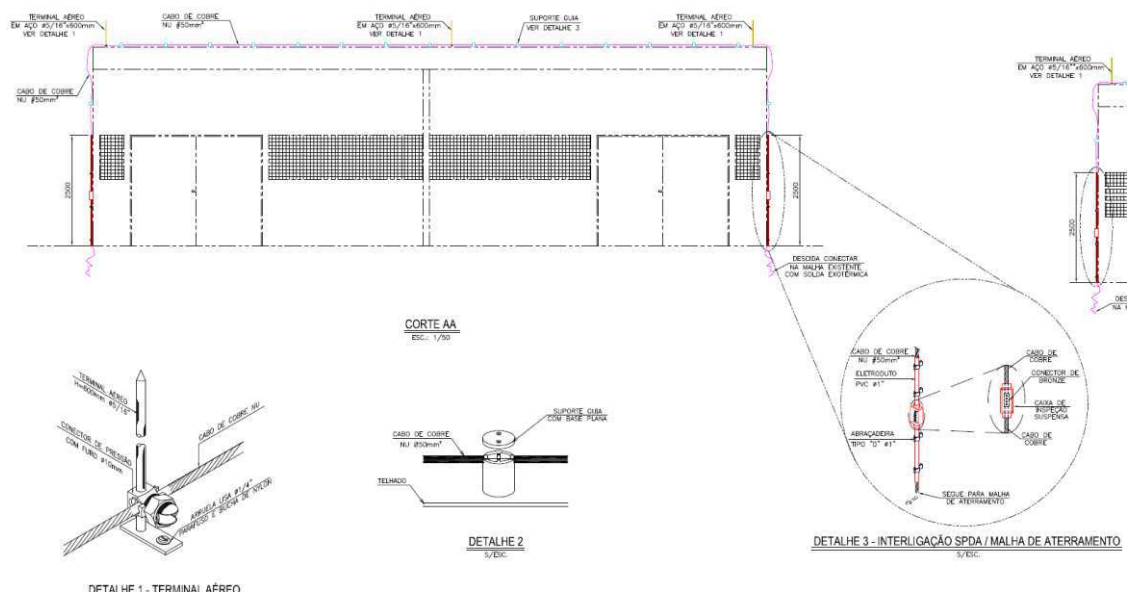 TERMINAL AÉREO
EM AÇO ø5/16"x600mm
VER DETALHE 1
CABO DE COBRE
NU #50mm²
TERMINAL AÉREO
EM AÇO ø5/16"x600mm
VER DETALHE 1
SUPORTE GUIA
VER DETALHE 3
TERMINAL AÉREO
EM AÇO ø5/16"x600mm
VER DETALHE 1
TERMINAL AÉREO
EM AÇO ø5/16"x600mm
VER DETALHE 1
CABO DE COBRE
NU #50mm²
2500
2500
2500
DESCIDA CONECTAR
NA MALHA EXISTENTE
COM SOLDA EXOTÉRMICA
DES
NA
CORTE AA
ESC.: 1/50
TERMINAL AÉREO
H=600mm ø5/16"
CABO DE COBRE NU
CONECTOR DE PRESSÃO
COM FURO ø10mm
ARRUELA LISA ø1/4"
PARAFUSO E BUCHA DE NYLON
DETALHE 1 - TERMINAL AÉREO
SUPORTE GUIA
COM BASE PLANA
CABO DE COBRE
NU Ø50mm²
TELHADO
DETALHE 2
S/ESC.
CABO DE COBRE
NU #50mm²
ELETRODUTO
PVC ø1"
ABRAÇADEIRA
TIPO "D" ø1"
SEGUE PARA MALHA
DE ATERRAMENTO
CABO DE
COBRE
CONECTOR DE
BRONZE
CAIXA DE
INSPEÇÃO
SUSPENSA
CABO DE
COBRE
DETALHE 3 - INTERLIGAÇÃO SPDA / MALHA DE ATERRAMENTO
S/ESC.